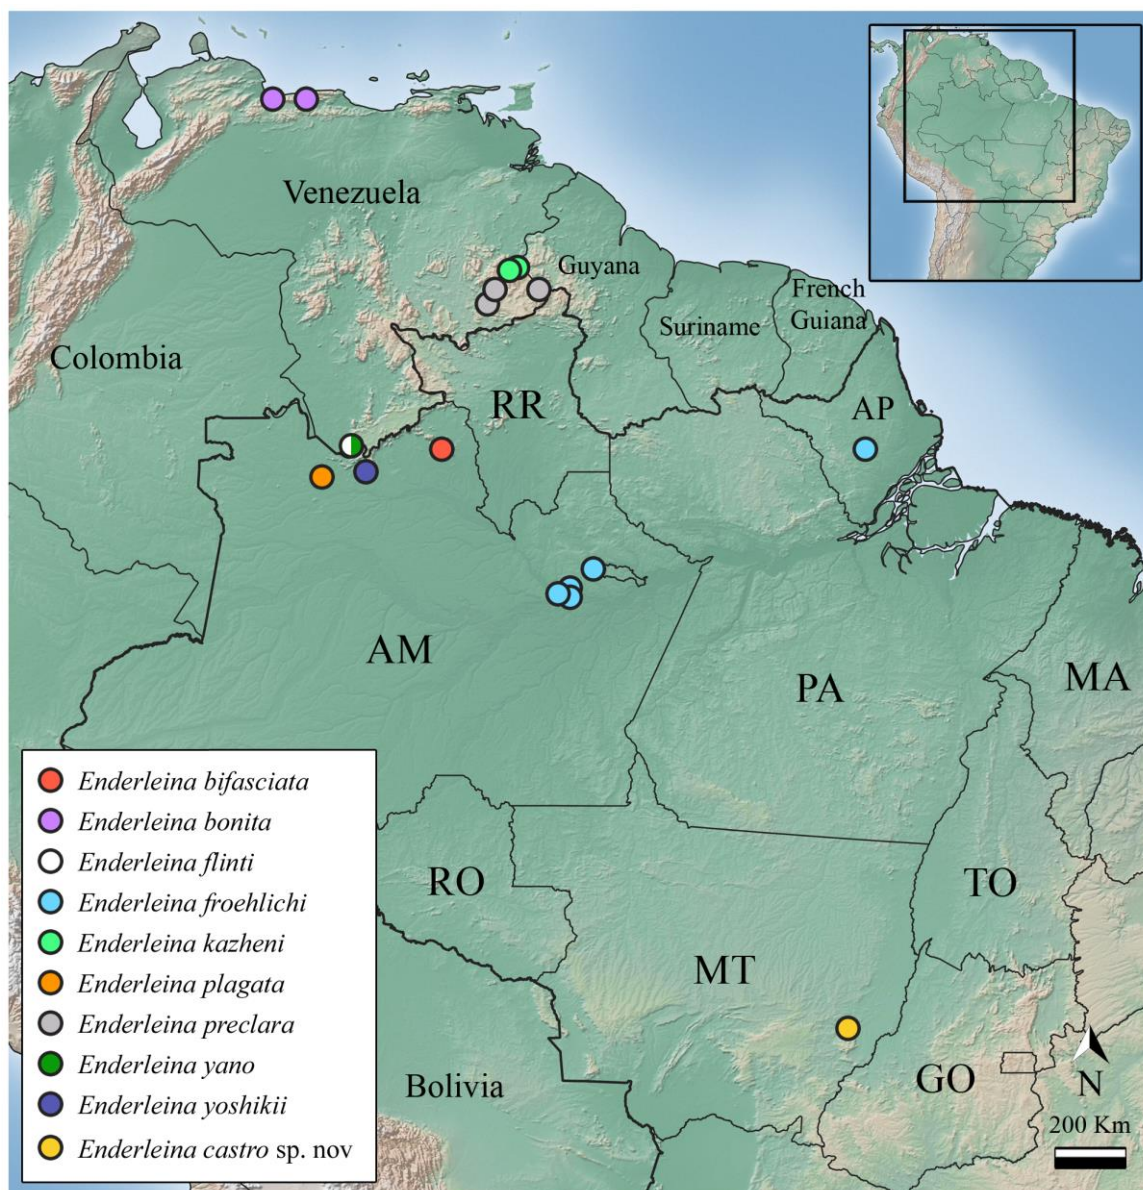 Venezuela
Guyana
Suriname
French
Guiana
Colombia
RR
AP
AM
PA
MA
RO
TO
MT
GO
Bolivia
N
200 Km
Enderleina bifasciata
Enderleina bonita
Enderleina flinti
Enderleina froehlichi
Enderleina kazheni
Enderleina plagata
Enderleina preclara
Enderleina yano
Enderleina yoshikii
Enderleina castro sp. nov